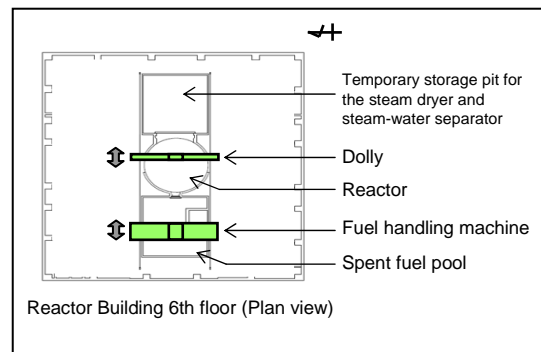 Temporary storage pit for
the steam dryer and
steam-water separator
Dolly
Reactor
Fuel handling machine
Spent fuel pool
Reactor Building 6th floor (Plan view)